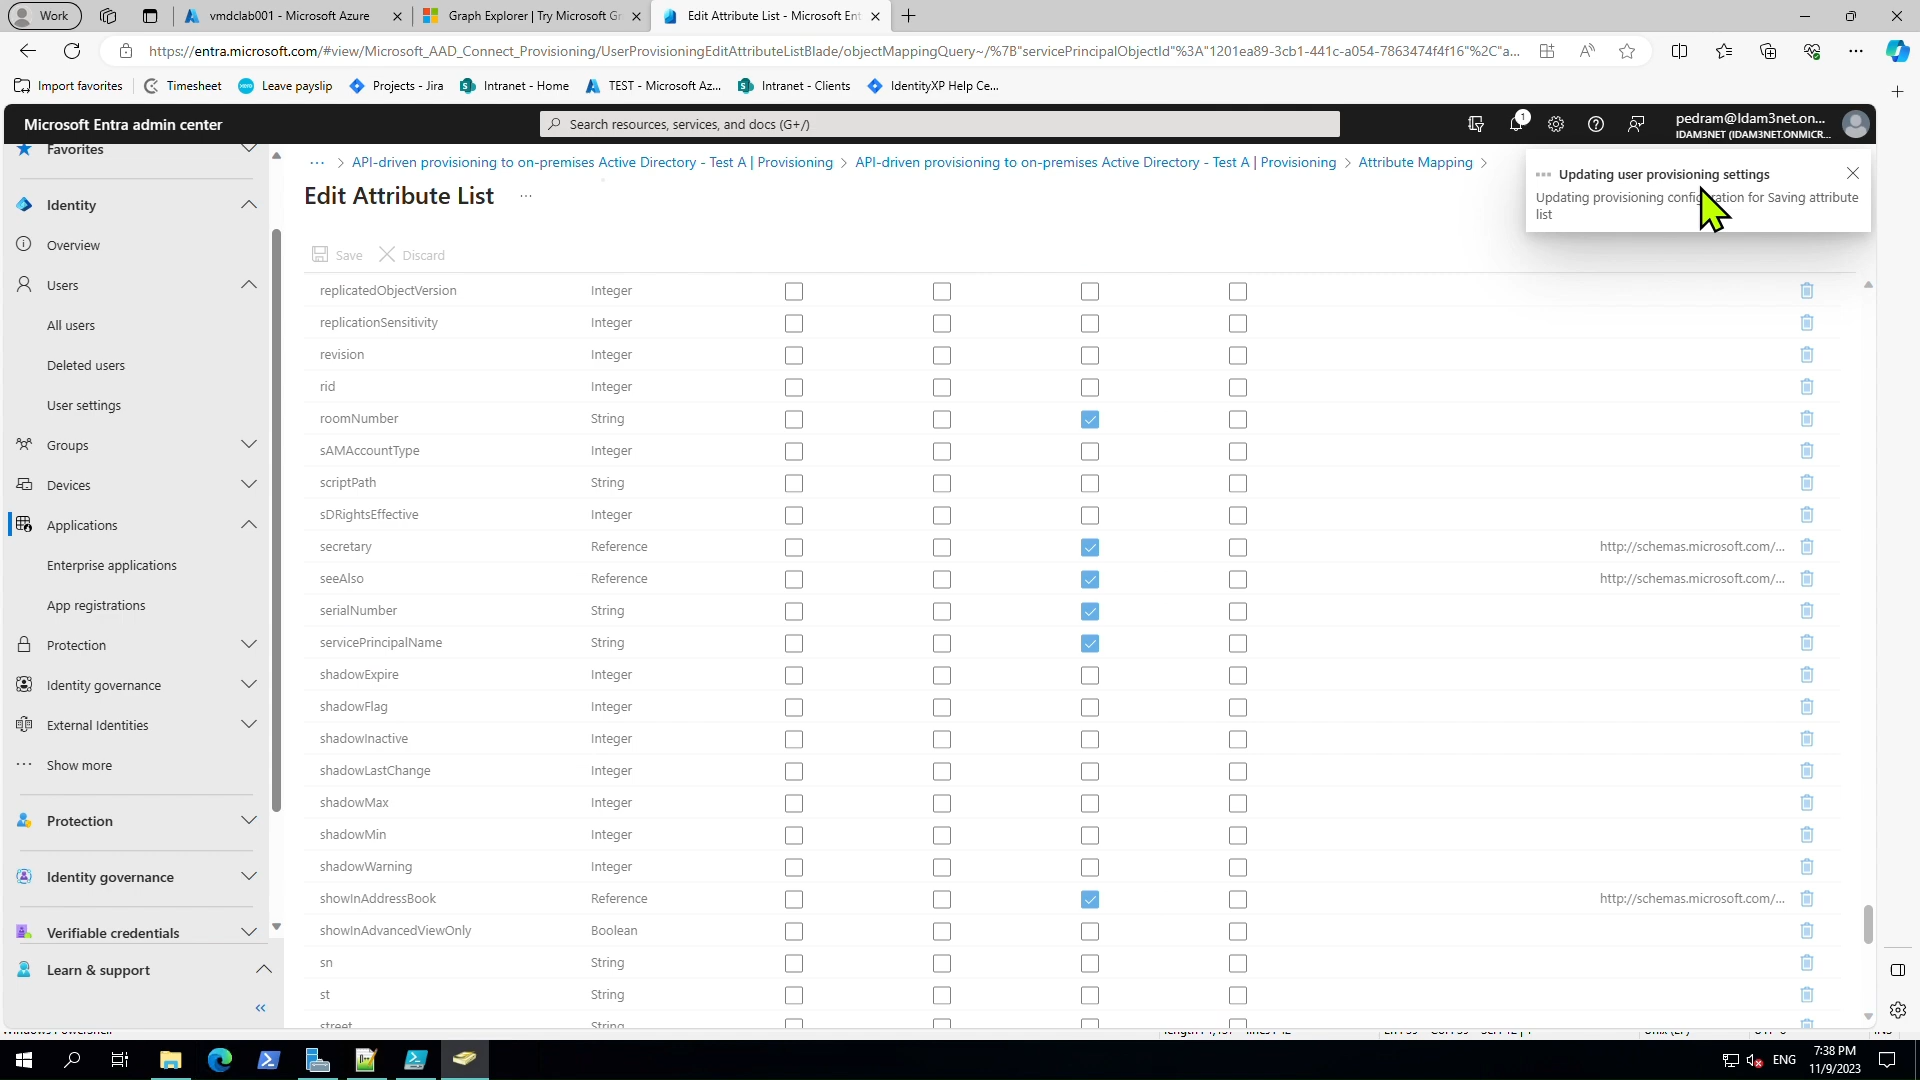 Work
vmdclab001 - Microsoft Azure
Graph Explorer | Try Microsoft Gr
Edit Attribute List - Microsoft Ent
https://entra.microsoft.com/#view/Microsoft_AAD_Connect_Provisioning/UserProvisioningEditAttributeListBlade/objectMappingQuery~/%7B"servicePrincipalObjectId"%3A"1201ea89-3cb1-441c-a054-7863474f4f16"%2C"a...
Import favorites
Timesheet
Leave payslip
Projects - Jira
Intranet - Home
TEST - Microsoft Az...
Intranet - Clients
IdentityXP Help Ce...
Microsoft Entra admin center
Search resources, services, and docs (G+/)
1
pedram@Idam3net.on...
IDAM3NET (IDAM3NET.ONMICR...
Favorites
Identity
Overview
Users
All users
Deleted users
User settings
Groups
Devices
Applications
Enterprise applications
App registrations
Protection
Identity governance
External Identities
Show more
Protection
Identity governance
Verifiable credentials
Learn & support
API-driven provisioning to on-premises Active Directory - Test A | Provisioning
API-driven provisioning to on-premises Active Directory - Test A | Provisioning
Attribute Mapping
Edit Attribute List
Updating user provisioning settings
Updating provisioning configuration for Saving attribute
list
Save
Discard
replicatedObjectVersion Integer
replicationSensitivity Integer
revision Integer
rid Integer
roomNumber String
sAMAccountType Integer
scriptPath String
sDRightsEffective Integer
secretary Reference http://schemas.microsoft.com/...
seeAlso Reference http://schemas.microsoft.com/...
serialNumber String
servicePrincipalName String
shadowExpire Integer
shadowFlag Integer
shadowInactive Integer
shadowLastChange Integer
shadowMax Integer
shadowMin Integer
shadowWarning Integer
showInAddressBook Reference http://schemas.microsoft.com/...
showInAdvancedViewOnly Boolean
sn String
st String
street String
ENG
7:38 PM
11/9/2023